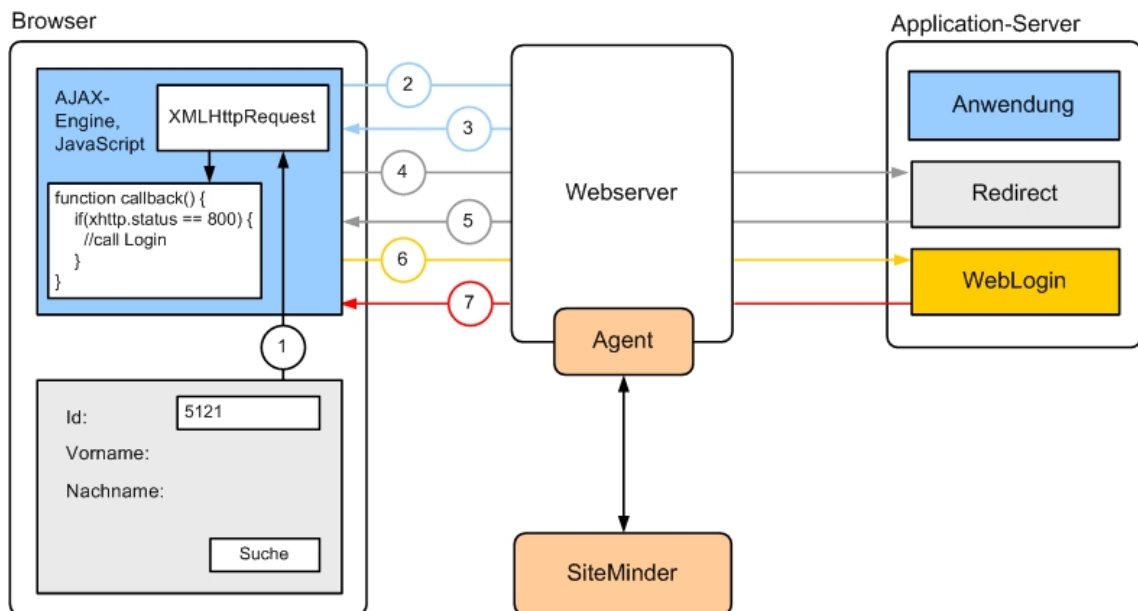 Browser
Application-Server
AJAX-
Engine,
JavaScript
XMLHttpRequest
function callback() {
if(xhttp.status == 800) {
//call Login
}
}
1
Id:
5121
Vorname:
Nachname:
Suche
2
3
4
5
6
7
Webserver
Agent
SiteMinder
Anwendung
Redirect
WebLogin